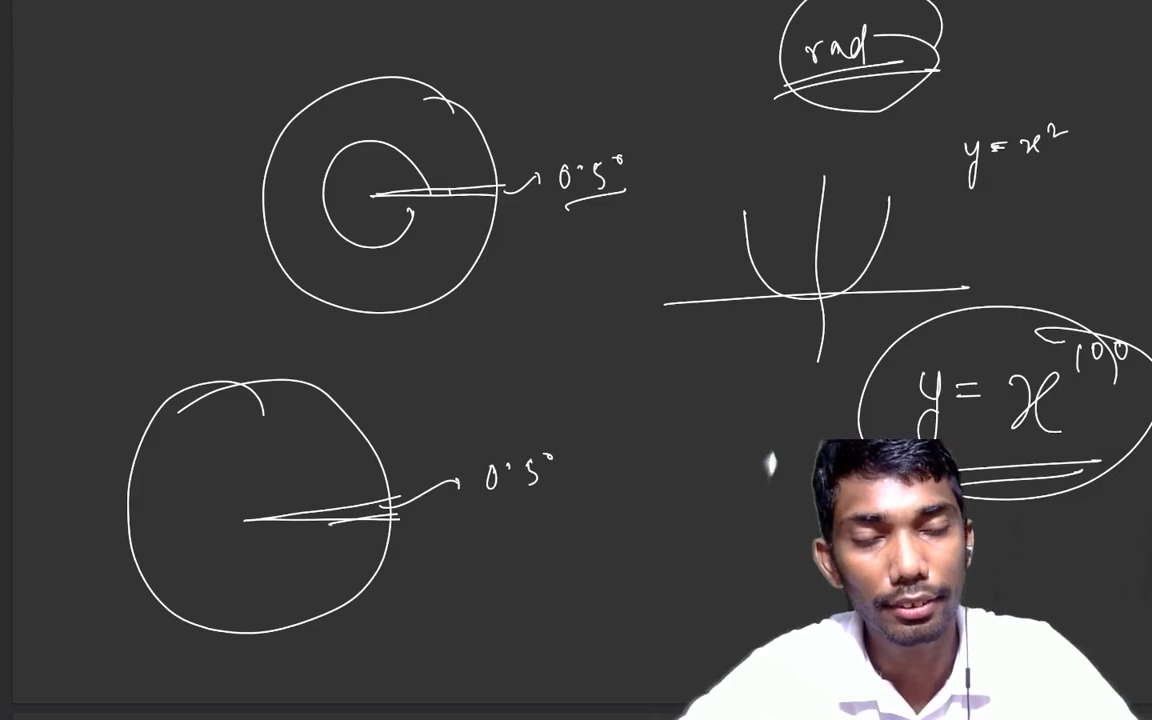 rad
y = x²
0.5°
y = x¹⁰⁰
0.5°